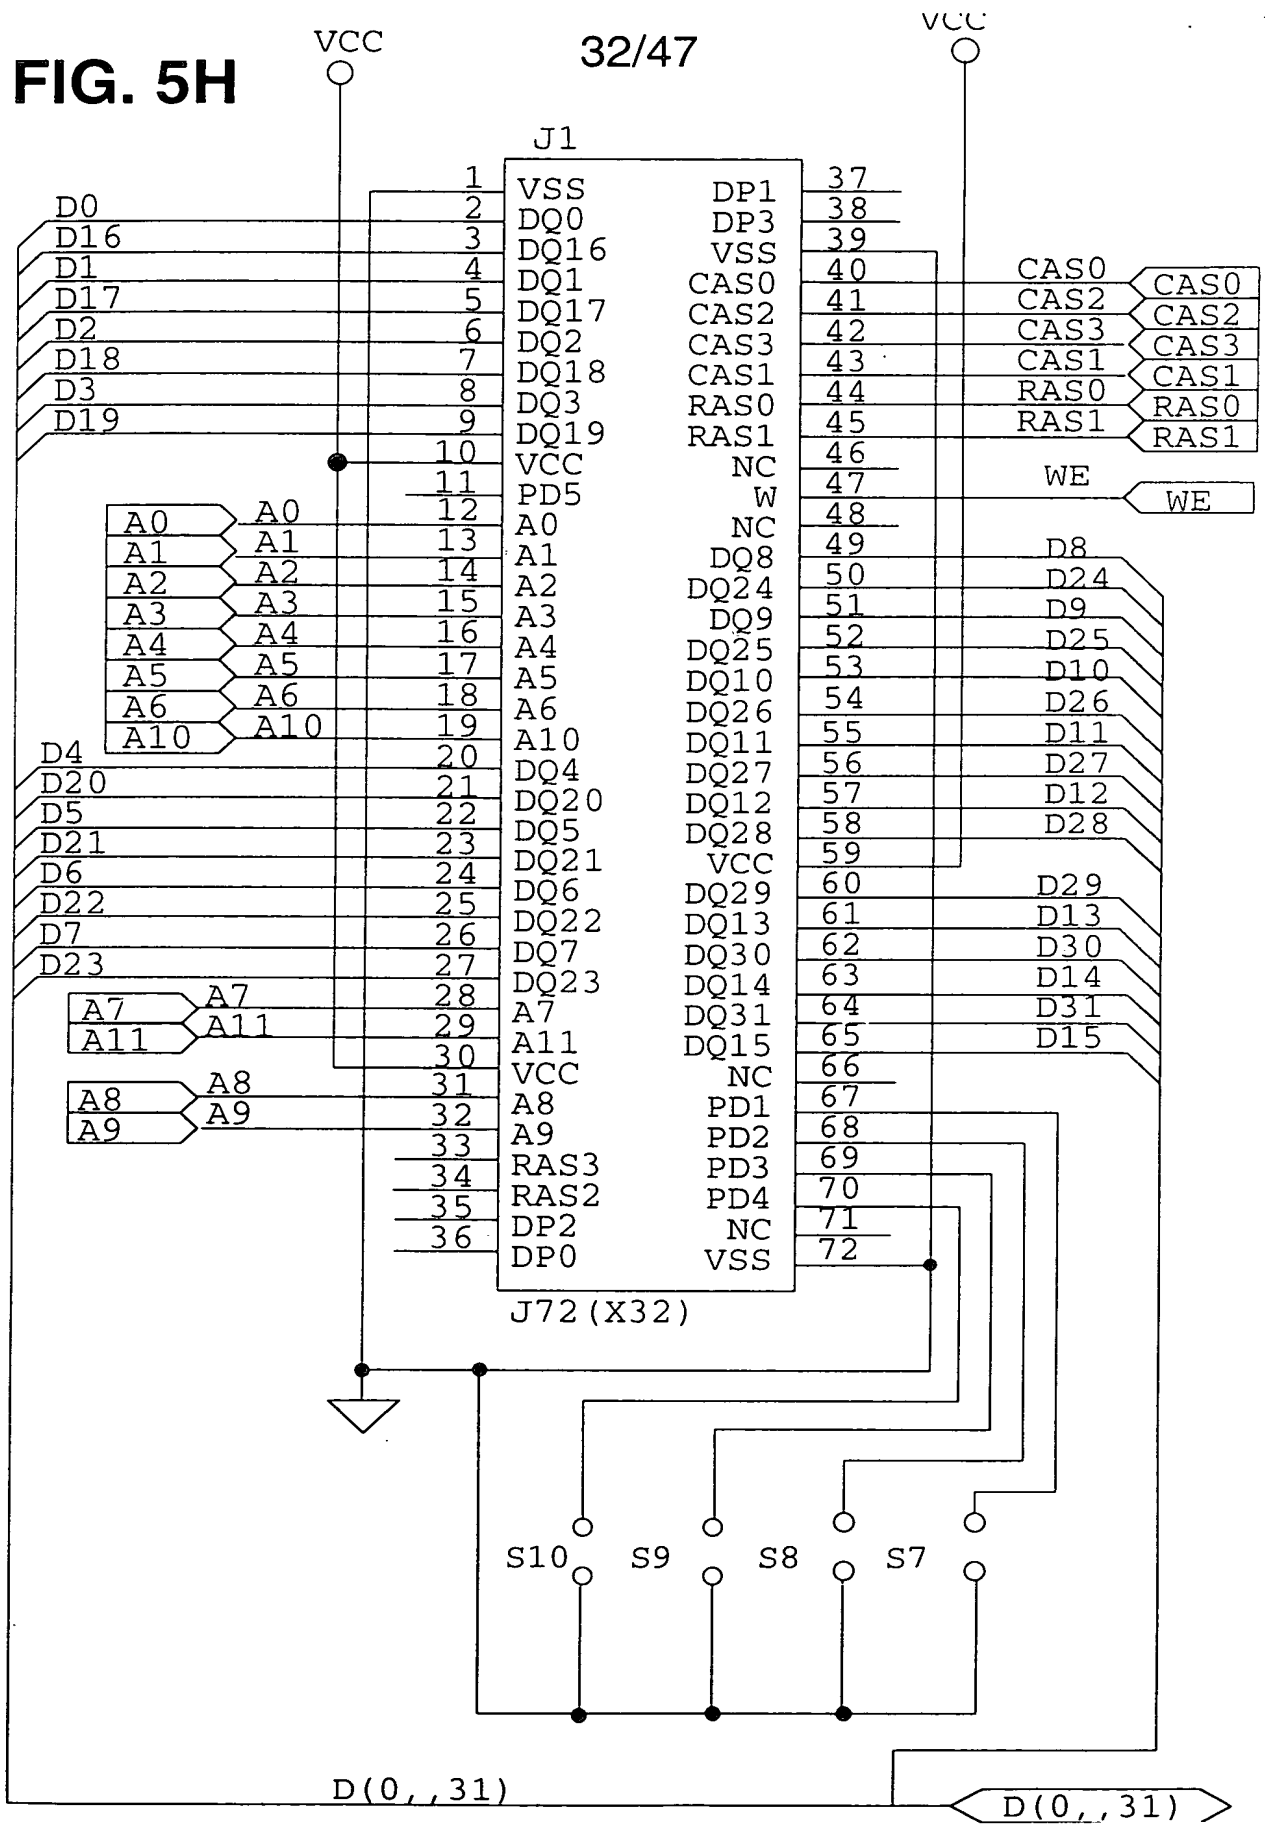 VCC
32/47
VCC
FIG. 5H
J1
1 VSS
D0 2 DQ0
D16 3 DQ16
D1 4 DQ1
D17 5 DQ17
D2 6 DQ2
D18 7 DQ18
D3 8 DQ3
D19 9 DQ19
10 VCC
11 PD5
A0 A0 12 A0
A1 A1 13 A1
A2 A2 14 A2
A3 A3 15 A3
A4 A4 16 A4
A5 A5 17 A5
A6 A6 18 A6
A10 A10 19 A10
D4 20 DQ4
D20 21 DQ20
D5 22 DQ5
D21 23 DQ21
D6 24 DQ6
D22 25 DQ22
D7 26 DQ7
D23 27 DQ23
A7 A7 28 A7
A11 A11 29 A11
30 VCC
A8 A8 31 A8
A9 A9 32 A9
33 RAS3
34 RAS2
35 DP2
36 DP0
DP1 37
DP3 38
VSS 39
CAS0 40 CAS0 CAS0
CAS2 41 CAS2 CAS2
CAS3 42 CAS3 CAS3
CAS1 43 CAS1 CAS1
RAS0 44 RAS0 RAS0
RAS1 45 RAS1 RAS1
NC 46
W 47 WE WE
NC 48
DQ8 49 D8
DQ24 50 D24
DQ9 51 D9
DQ25 52 D25
DQ10 53 D10
DQ26 54 D26
DQ11 55 D11
DQ27 56 D27
DQ12 57 D12
DQ28 58 D28
VCC 59
DQ29 60 D29
DQ13 61 D13
DQ30 62 D30
DQ14 63 D14
DQ31 64 D31
DQ15 65 D15
NC 66
PD1 67
PD2 68
PD3 69
PD4 70
NC 71
VSS 72
J72(X32)
S10 S9 S8 S7
D(0,,31)
D(0,,31)